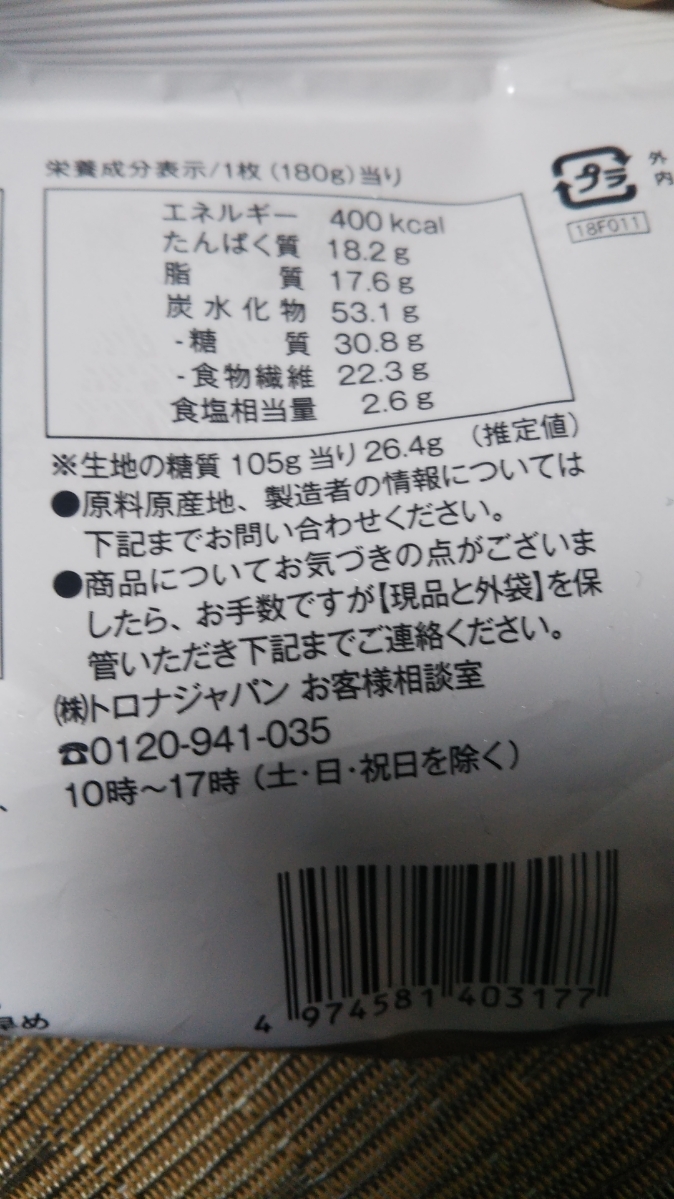 栄養成分表示/1枚(180g)当り
エネルギー 400 kcal
たんぱく質 18.2 g
脂質 17.6 g
炭水化物 53.1 g
-糖質 30.8 g
-食物繊維 22.3 g
食塩相当量 2.6 g
※生地の糖質 105g 当り 26.4g (推定値)
●原料原産地、製造者の情報については
下記までお問い合わせください。
●商品についてお気づきの点がございま
したら、お手数ですが【現品と外袋】を保
管いただき下記までご連絡ください。
㈱トロナジャパン お客様相談室
☎0120-941-035
10時～17時（土・日・祝日を除く）
プラ
外
内
18F011
4 974581 403177
早め